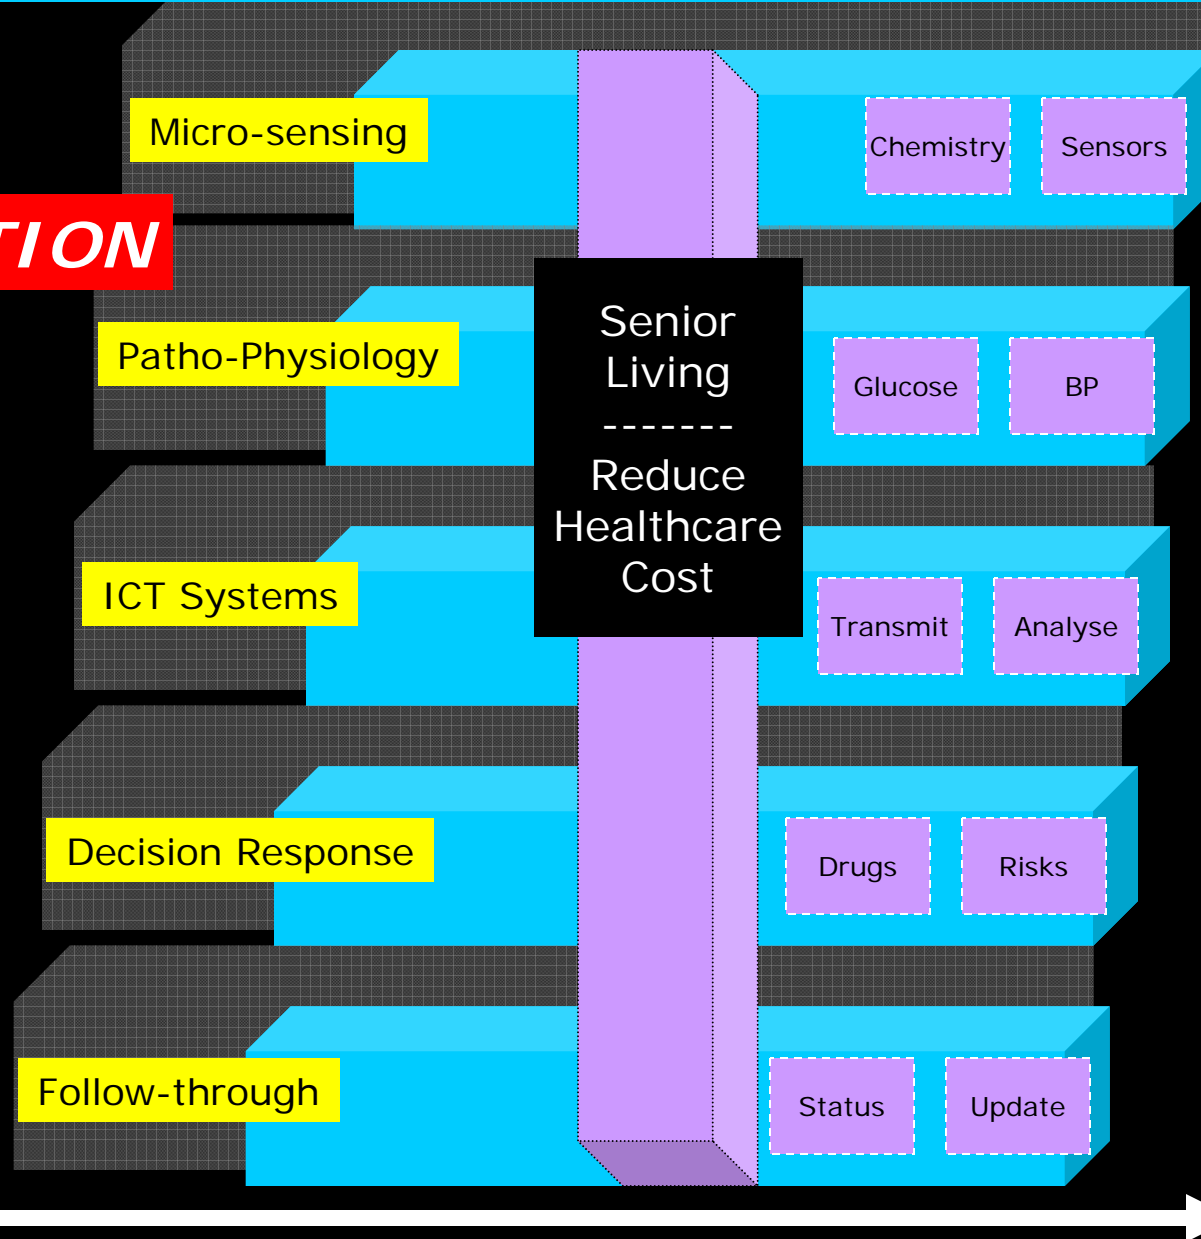 Micro-sensing
Chemistry
Sensors
TION
Patho-Physiology
Senior
Living
-------
Reduce
Healthcare
Cost
Glucose
BP
ICT Systems
Transmit
Analyse
Decision Response
Drugs
Risks
Follow-through
Status
Update